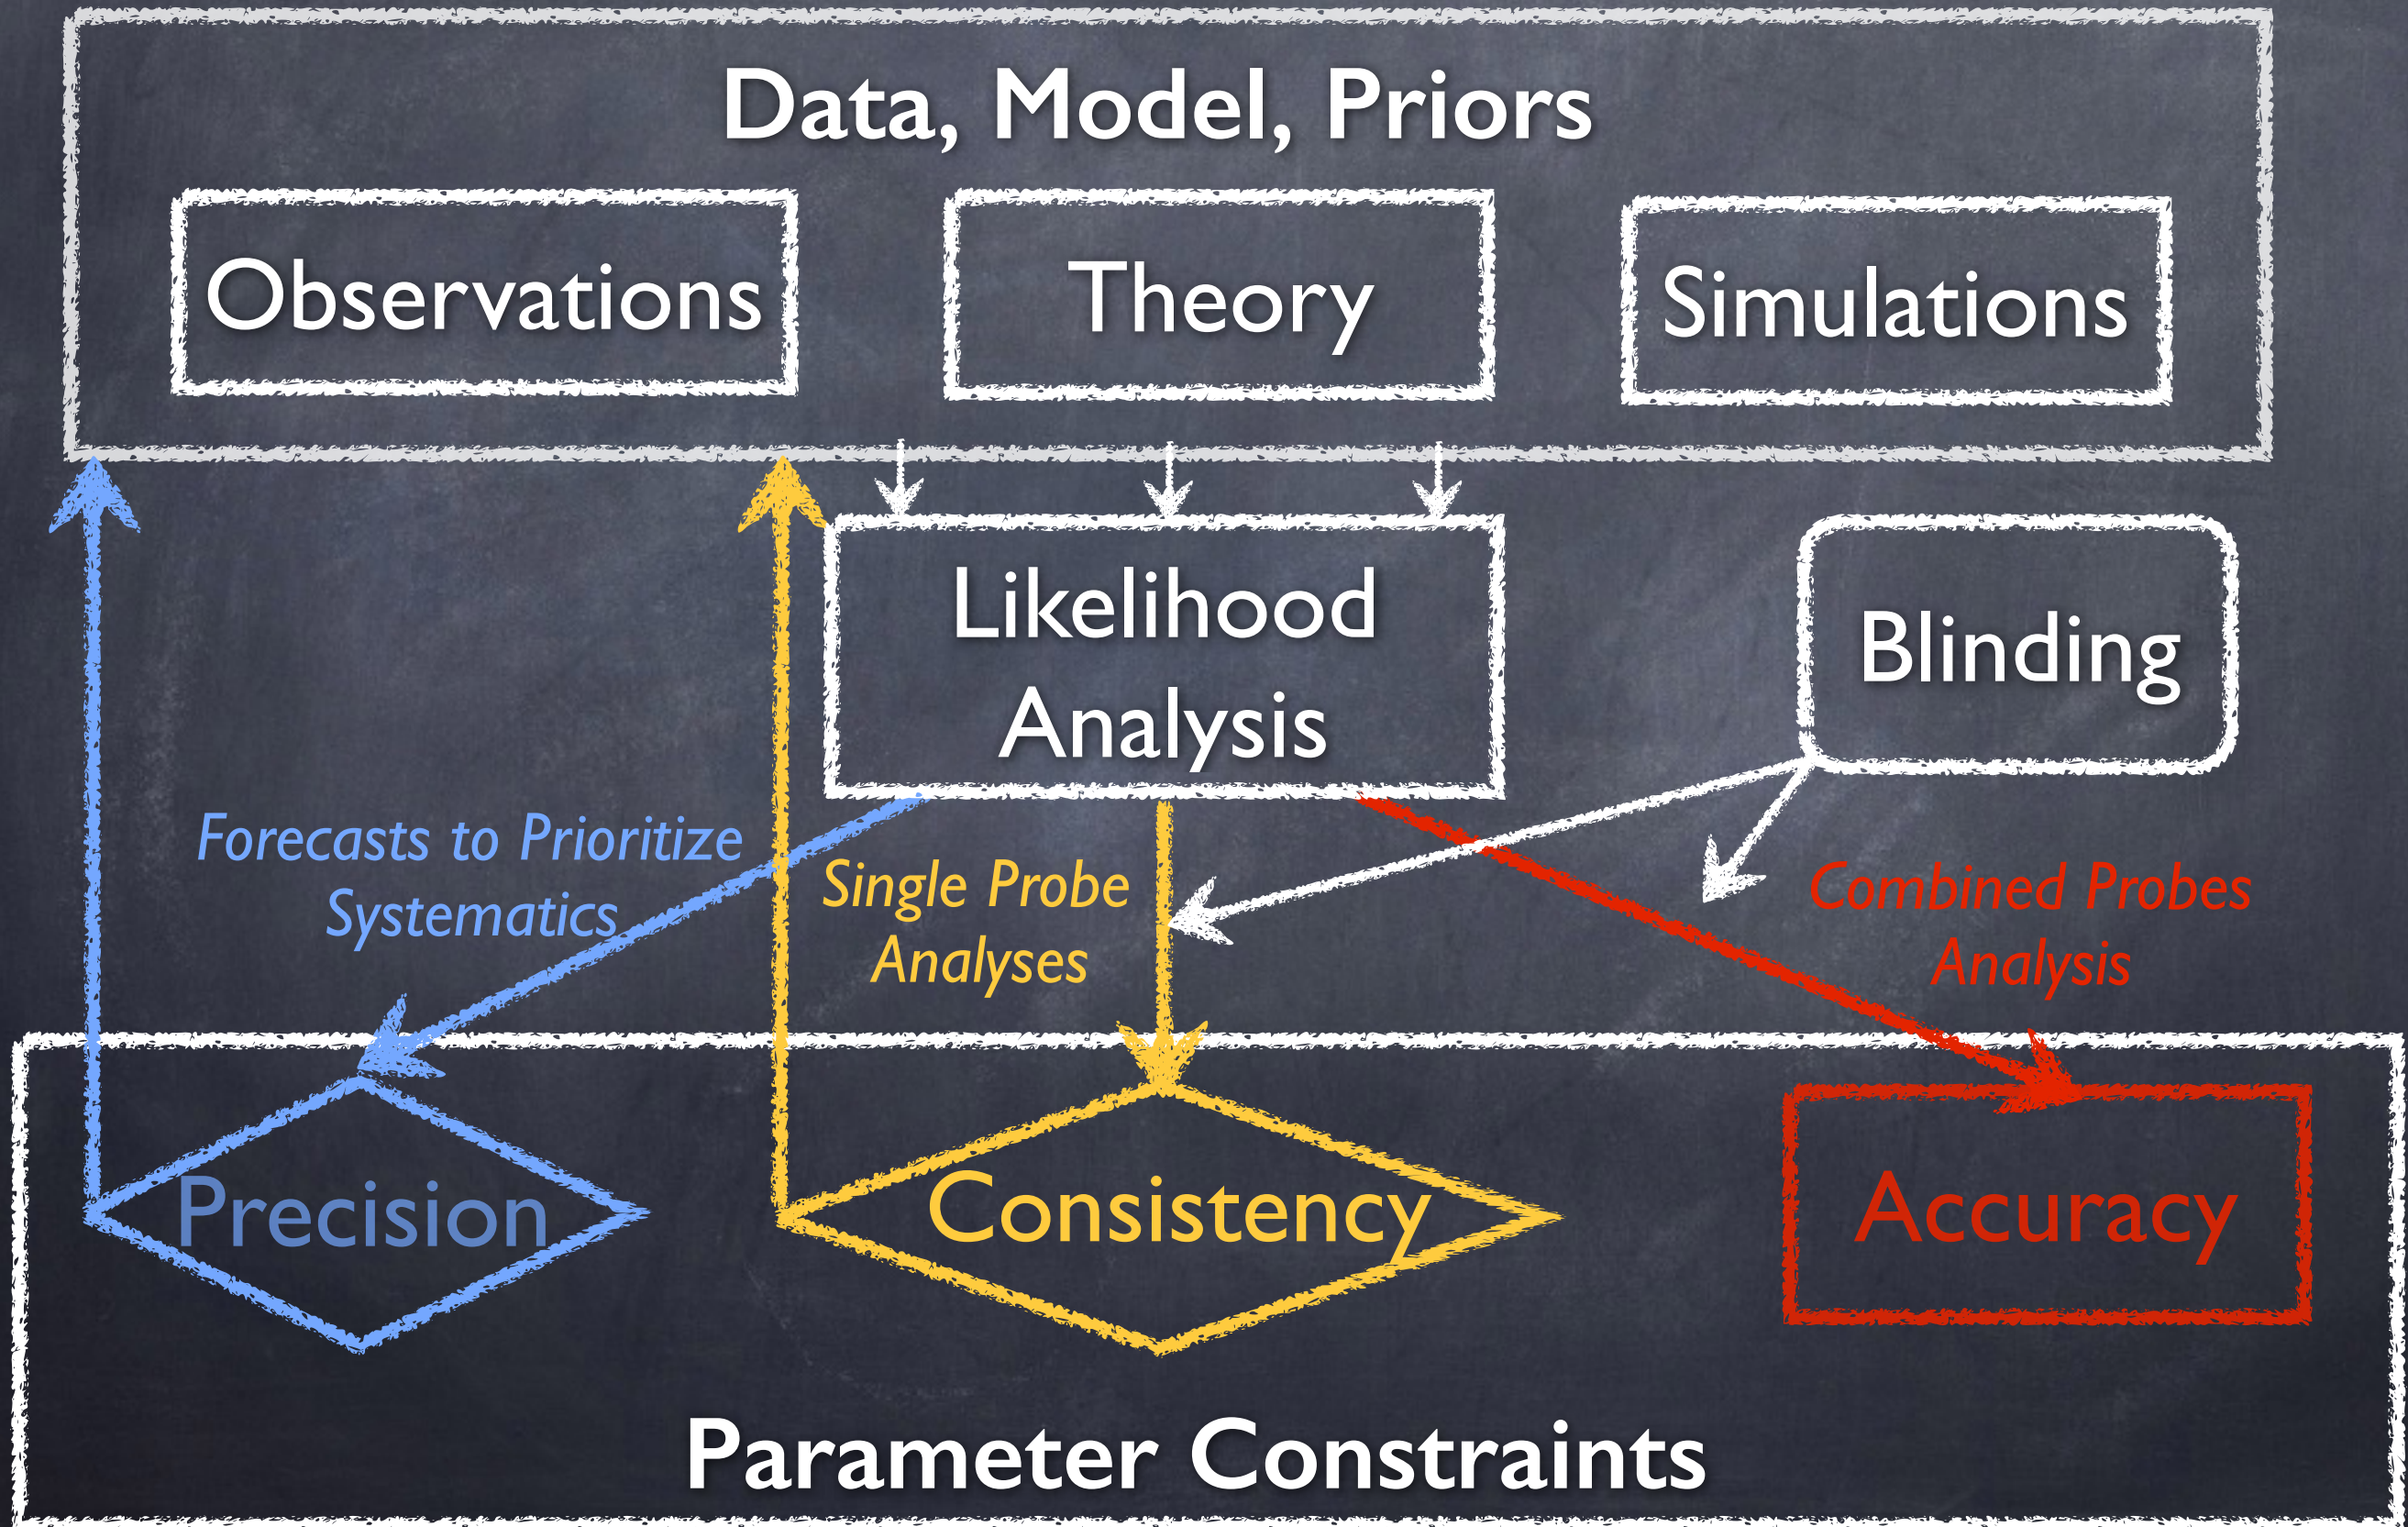 Data, Model, Priors
Observations
Theory
Simulations
Likelihood
Analysis
Blinding
Forecasts to Prioritize
Systematics
Single Probe
Analyses
Combined Probes
Analysis
Precision
Consistency
Accuracy
Parameter Constraints